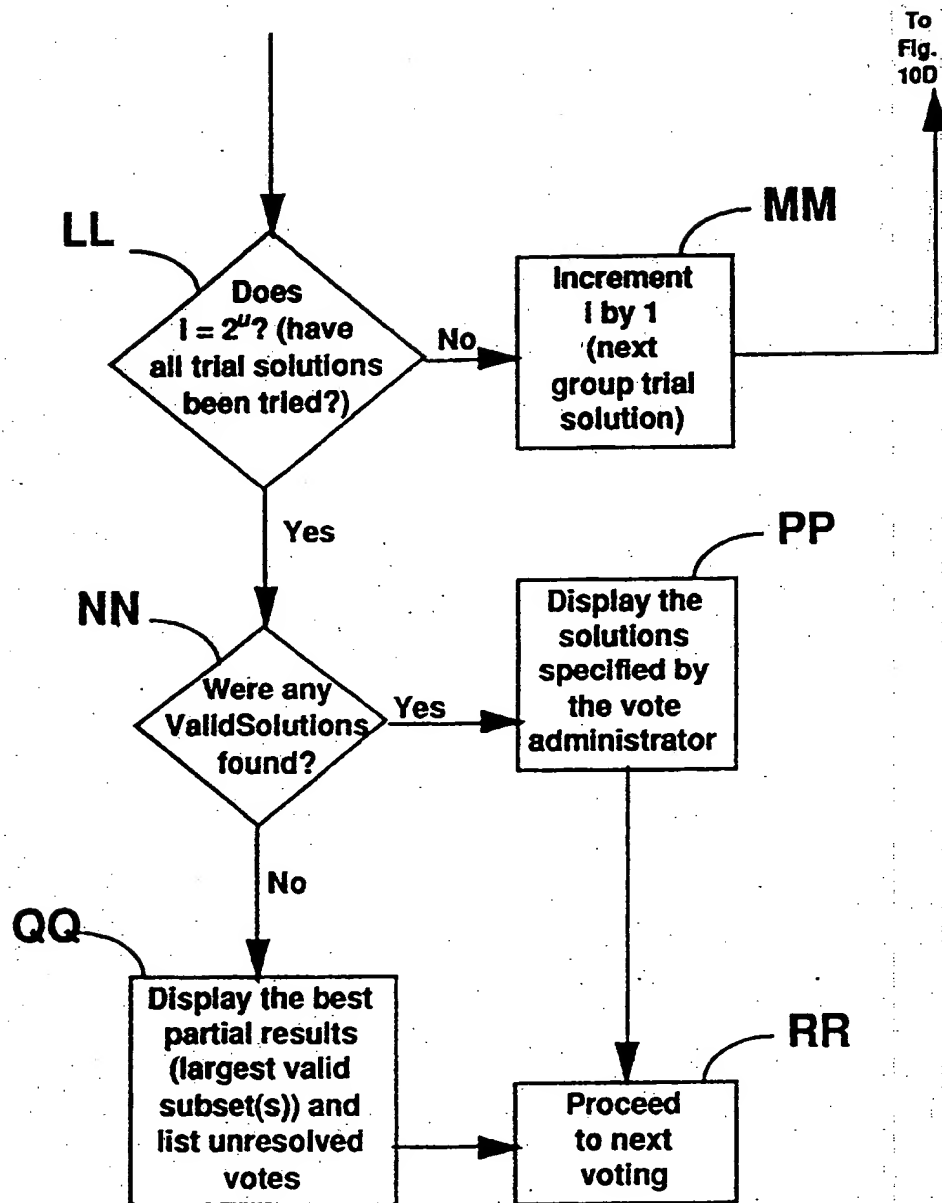 To
Fig.
10D
LL
MM
Does
i = 2^u? (have
all trial solutions
been tried?)
No
Increment
i by 1
(next
group trial
solution)
Yes
PP
NN
Were any
ValidSolutions
found?
Yes
Display the
solutions
specified by
the vote
administrator
No
QQ
Display the best
partial results
(largest valid
subset(s)) and
list unresolved
votes
RR
Proceed
to next
voting